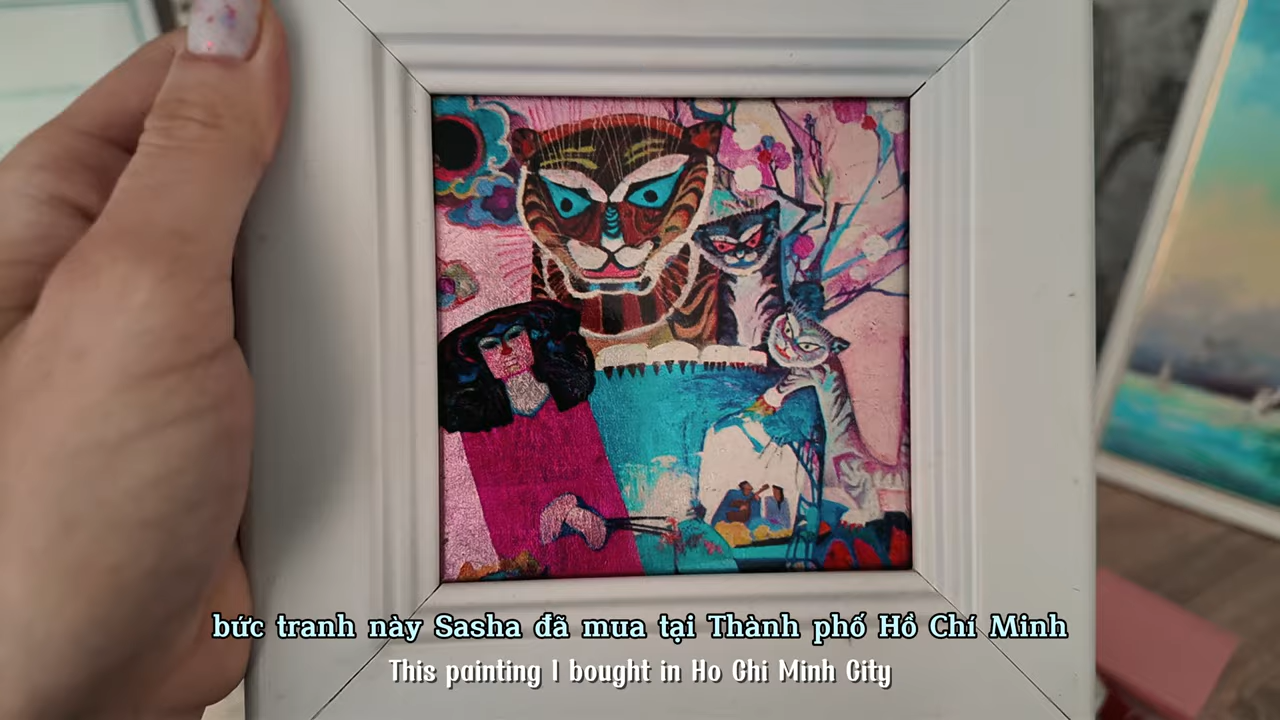 bức tranh này Sasha đã mua tại Thành phố Hồ Chí Minh
This painting I bought in Ho Chi Minh City